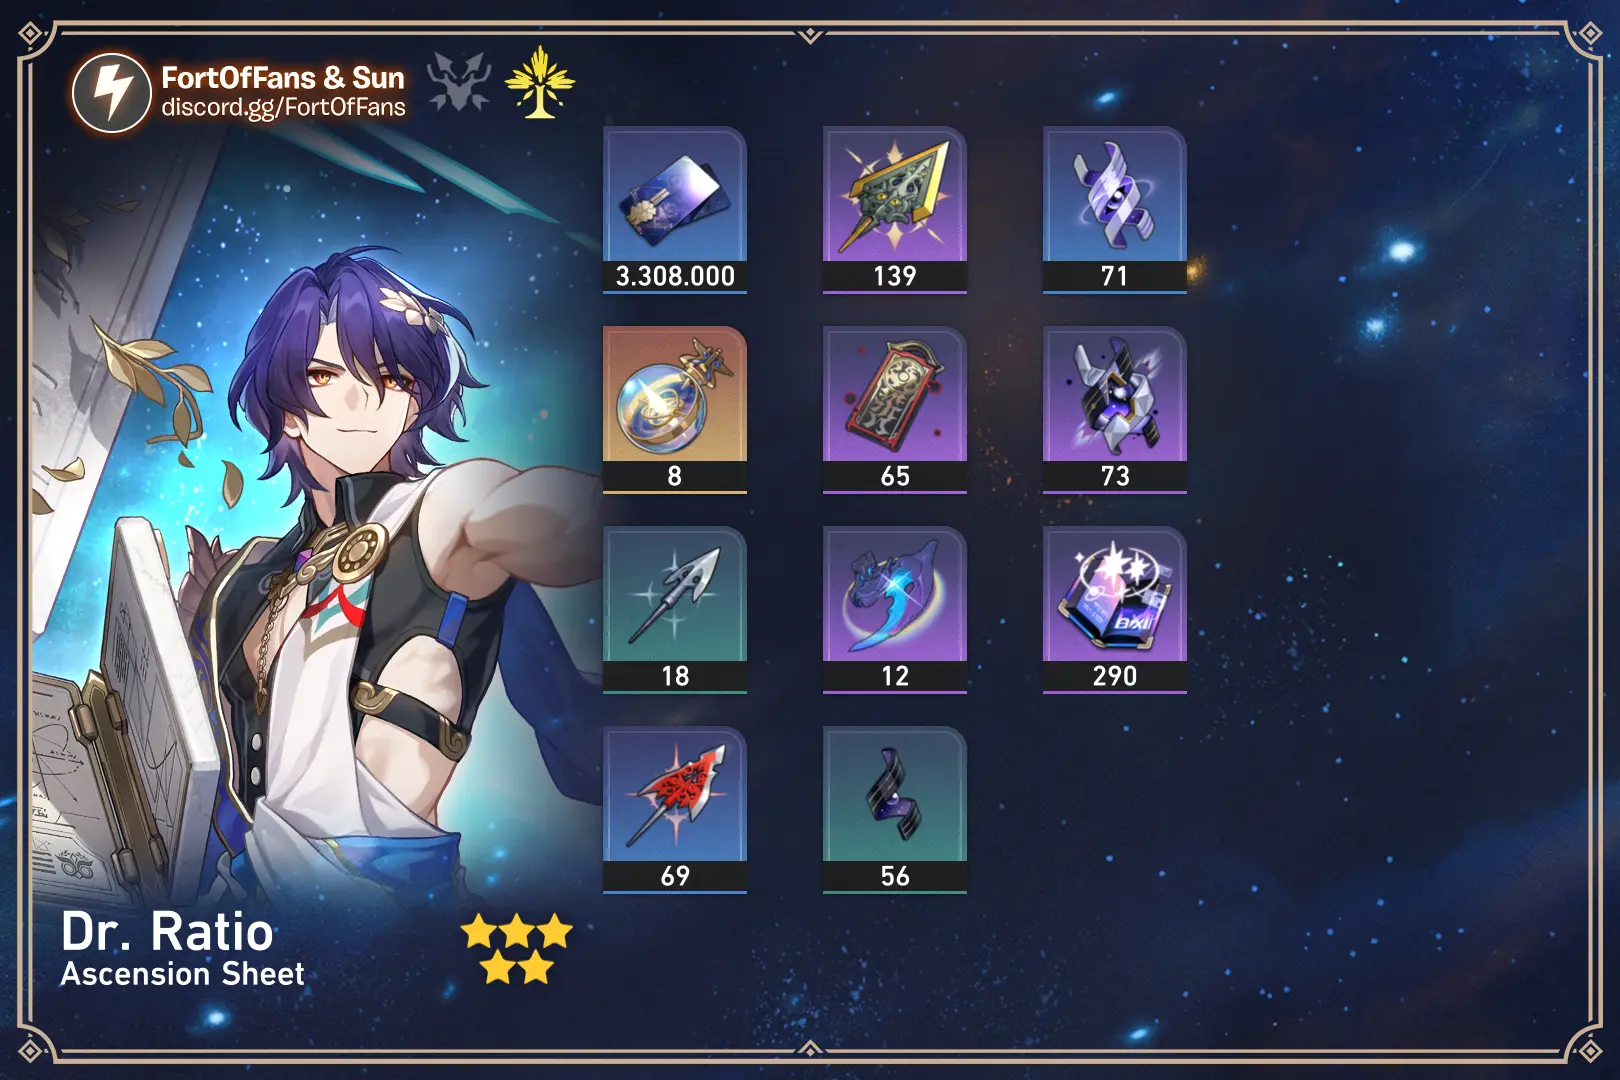 FortOfFans & Sun
discord.gg/FortOfFans
3.308.000
139
71
8
65
73
18
12
290
69
56
Dr. Ratio
Ascension Sheet